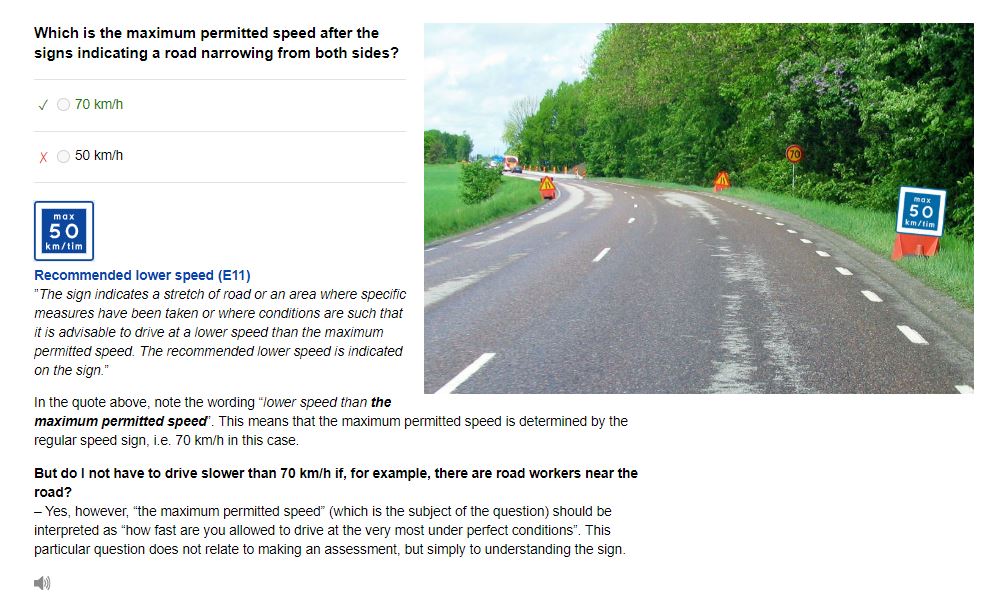 Which is the maximum permitted speed after the
signs indicating a road narrowing from both sides?
✓ 70 km/h
X 50 km/h
max
50
km/tim
Recommended lower speed (E11)
"The sign indicates a stretch of road or an area where specific
measures have been taken or where conditions are such that
it is advisable to drive at a lower speed than the maximum
permitted speed. The recommended lower speed is indicated
on the sign."
In the quote above, note the wording "lower speed than the
maximum permitted speed". This means that the maximum permitted speed is determined by the
regular speed sign, i.e. 70 km/h in this case.
But do I not have to drive slower than 70 km/h if, for example, there are road workers near the
road?
– Yes, however, "the maximum permitted speed" (which is the subject of the question) should be
interpreted as "how fast are you allowed to drive at the very most under perfect conditions". This
particular question does not relate to making an assessment, but simply to understanding the sign.
70
max
50
km/tim